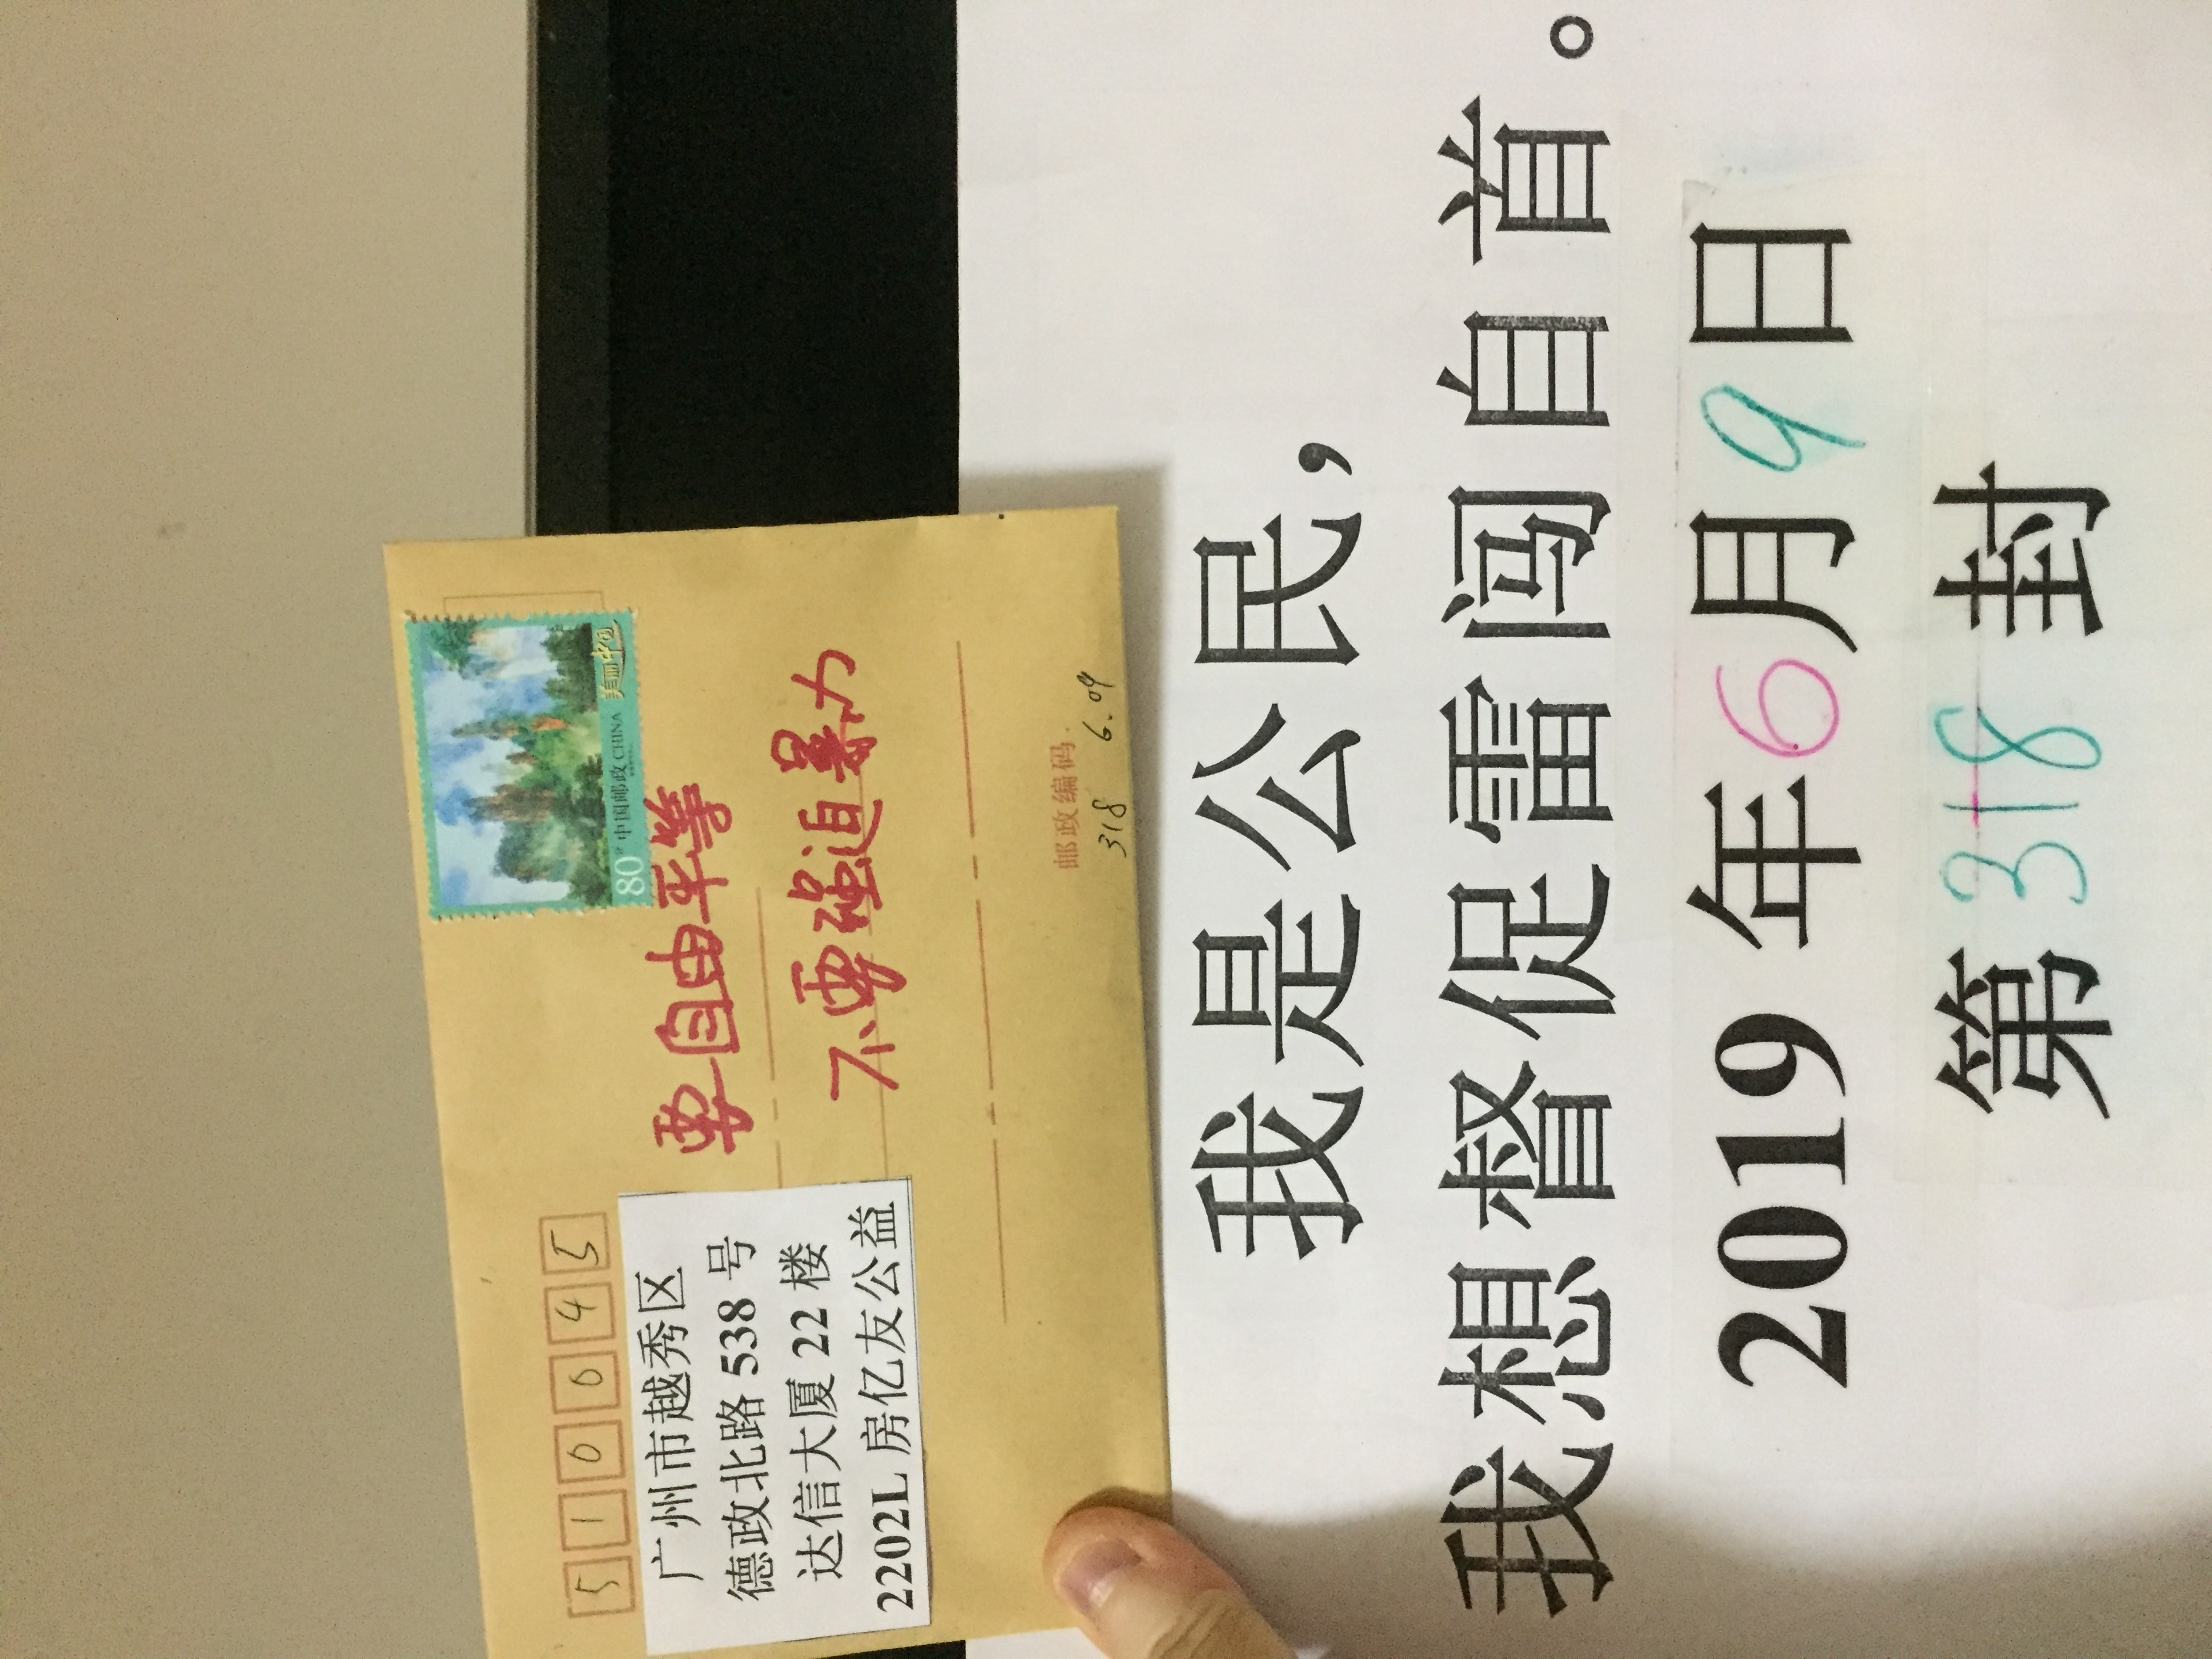 510045
80分 中国邮政 CHINA 美丽中国
广州市越秀区
德政北路 538 号
达信大厦 22 楼
2202L 房亿友公益
要自由平等
不要强迫暴力
邮政编码
318 6.09
我是公民，
我想督促雷闯自首。
2019 年 6 月 9 日
第 318 封